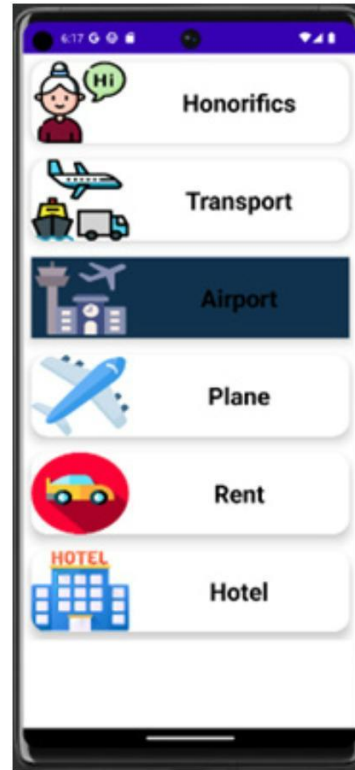 6:17 G
Hi
Honorifics
Transport
Airport
Plane
Rent
HOTEL
Hotel